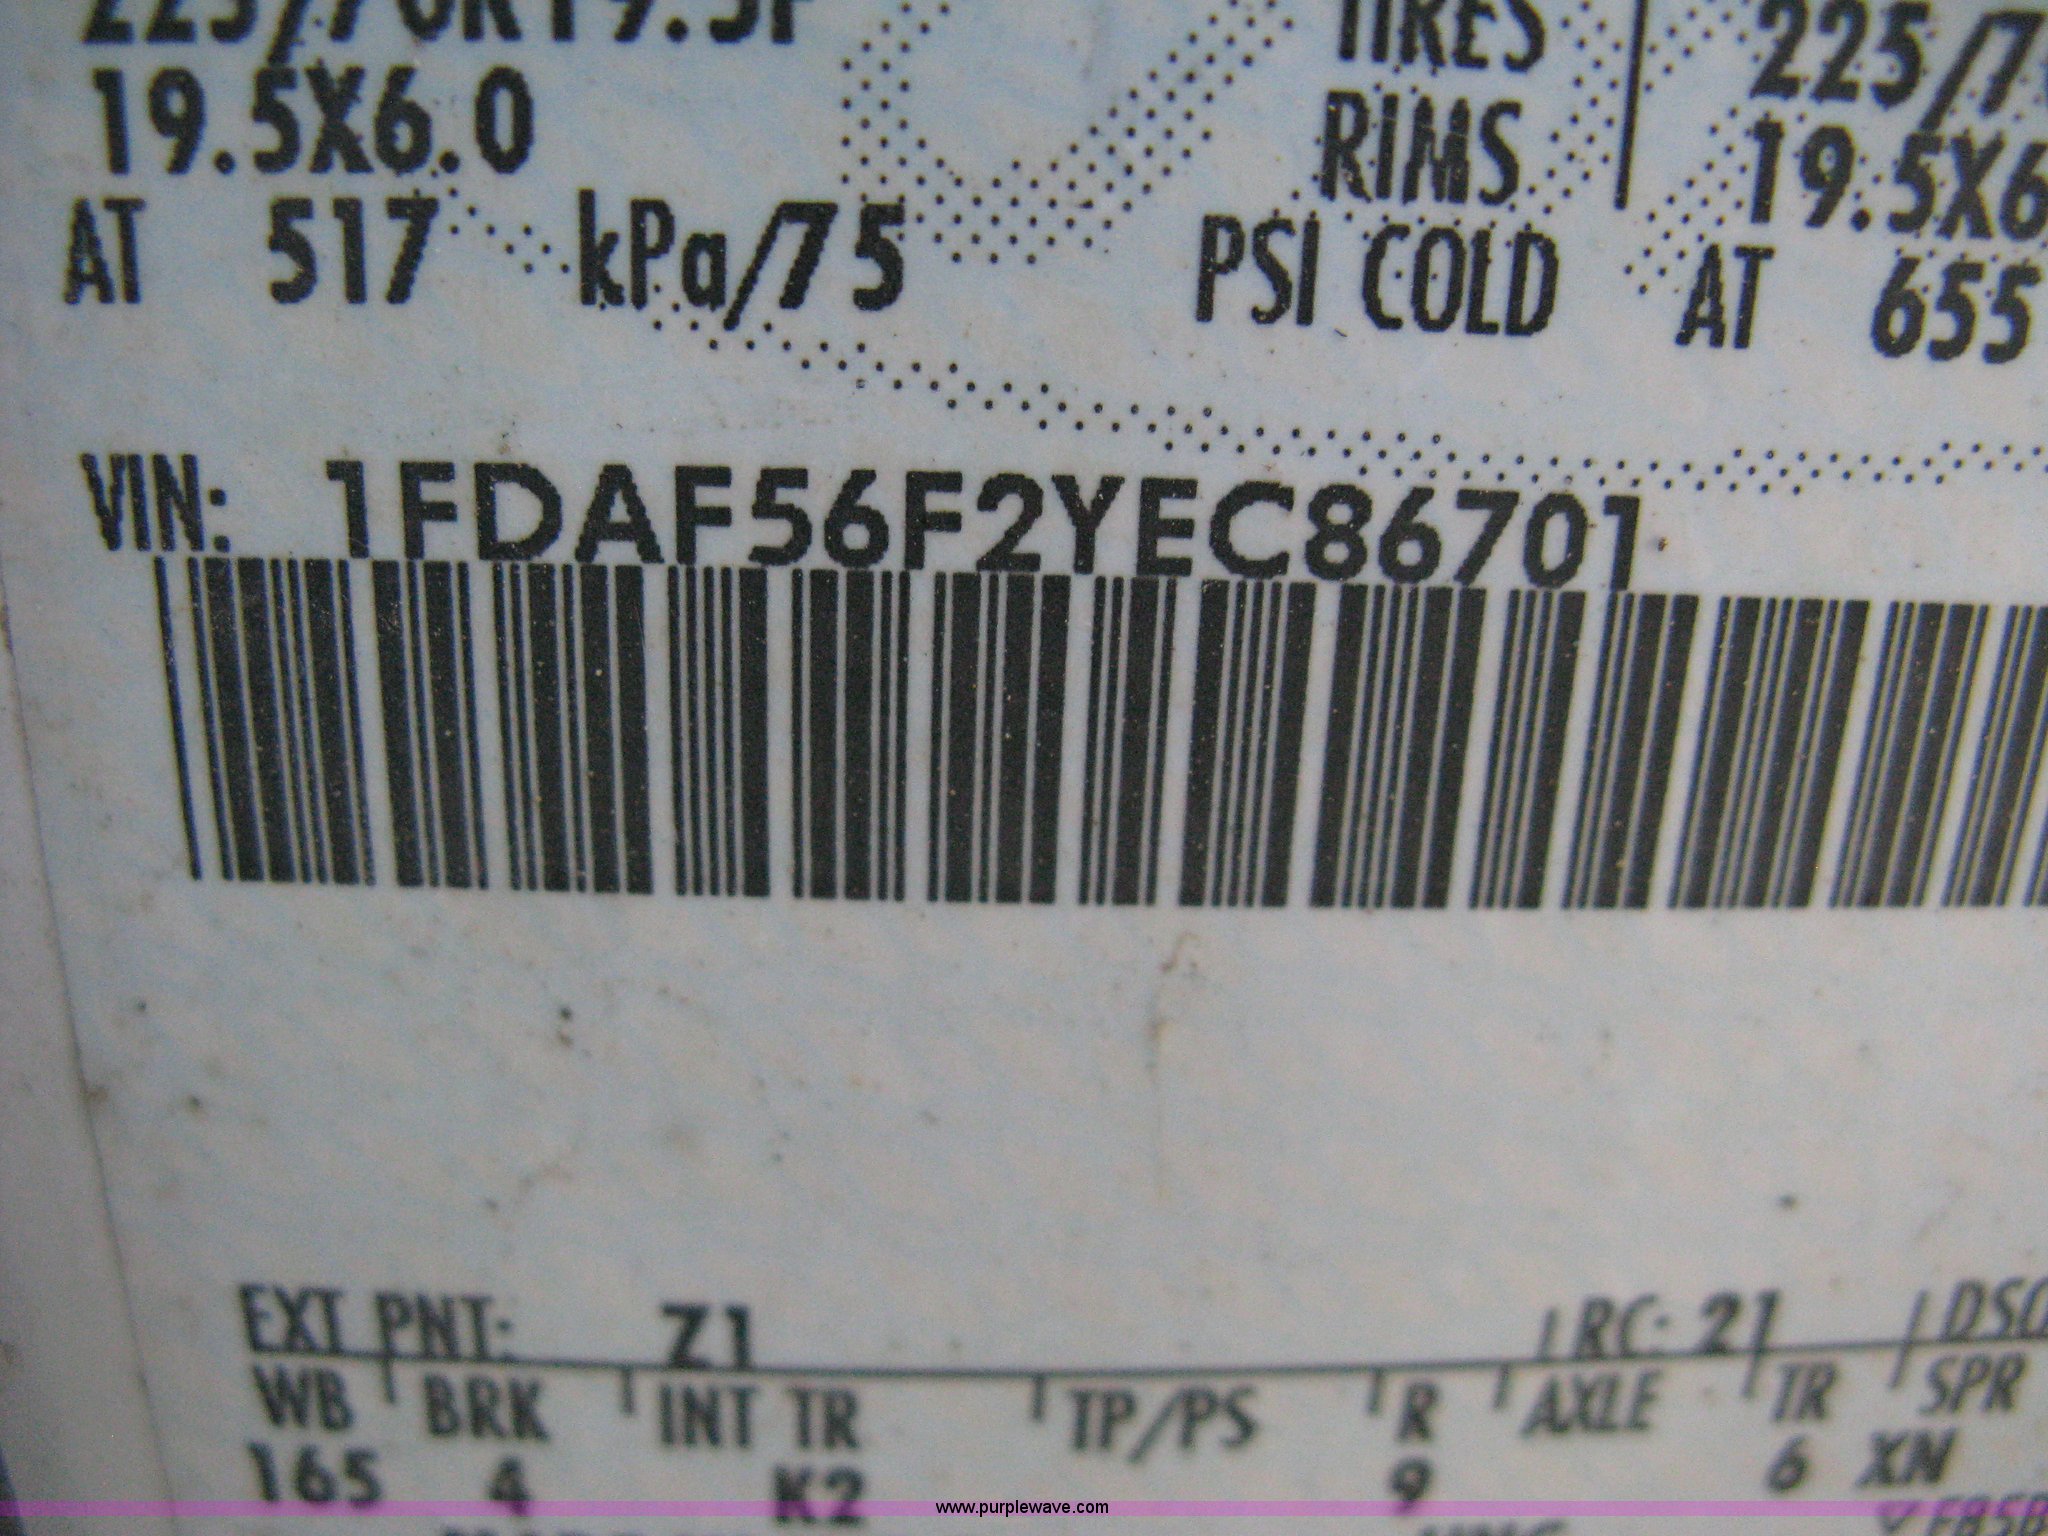 19.5X6.0 RIMS 19.5X6
AT 517 kPa/75 PSI COLD AT 655
VIN: 1FDAF56F2YEC86701
EXT PNT: Z1 RC: 21 DSO
WB BRK INT TR TP/PS R AXLE TR SPR
165 4 K2 9 6 XN
www.purplewave.com